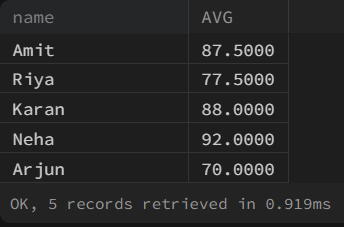 name AVG
Amit 87.5000
Riya 77.5000
Karan 88.0000
Neha 92.0000
Arjun 70.0000
OK, 5 records retrieved in 0.919ms